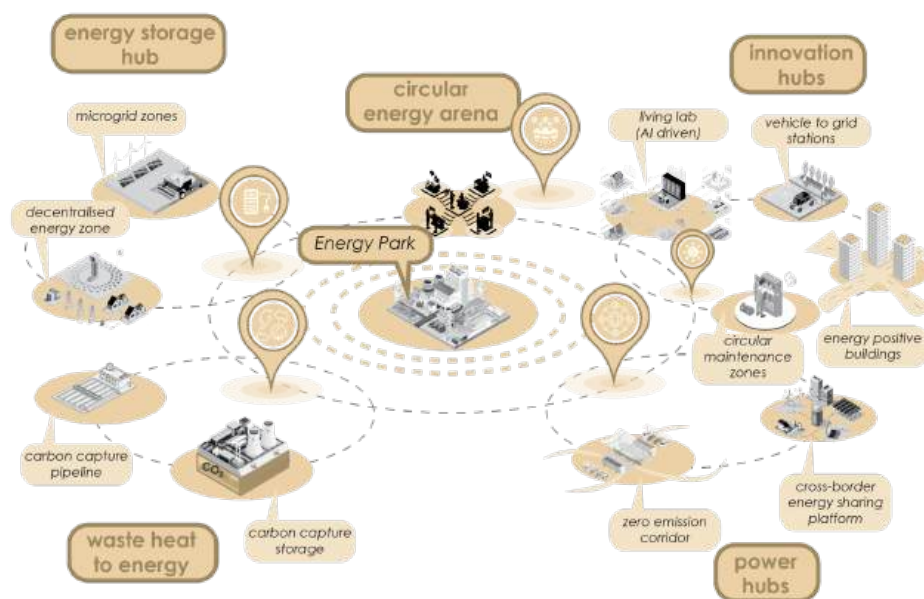 energy storage
hub
circular
energy arena
innovation
hubs
microgrid zones
living lab
(AI driven)
vehicle to grid
stations
decentralised
energy zone
Energy Park
circular
maintenance
zones
energy positive
buildings
carbon capture
pipeline
CO₂
carbon capture
storage
zero emission
corridor
cross-border
energy sharing
platform
waste heat
to energy
power
hubs